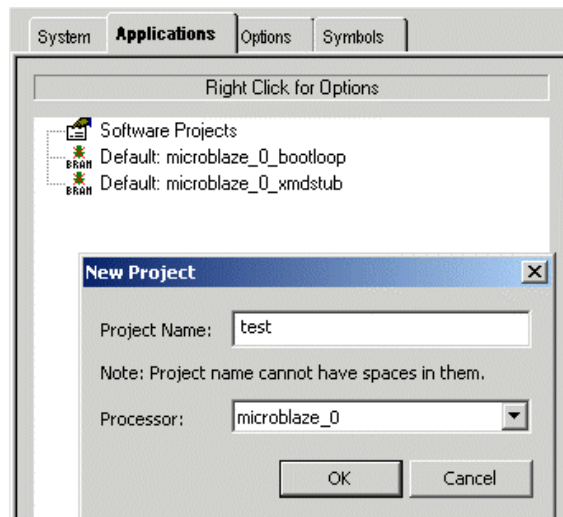 System Applications Options Symbols
Right Click for Options
Software Projects
BRAM Default: microblaze_0_bootloop
BRAM Default: microblaze_0_xmdstub
New Project
Project Name: test
Note: Project name cannot have spaces in them.
Processor: microblaze_0
OK Cancel